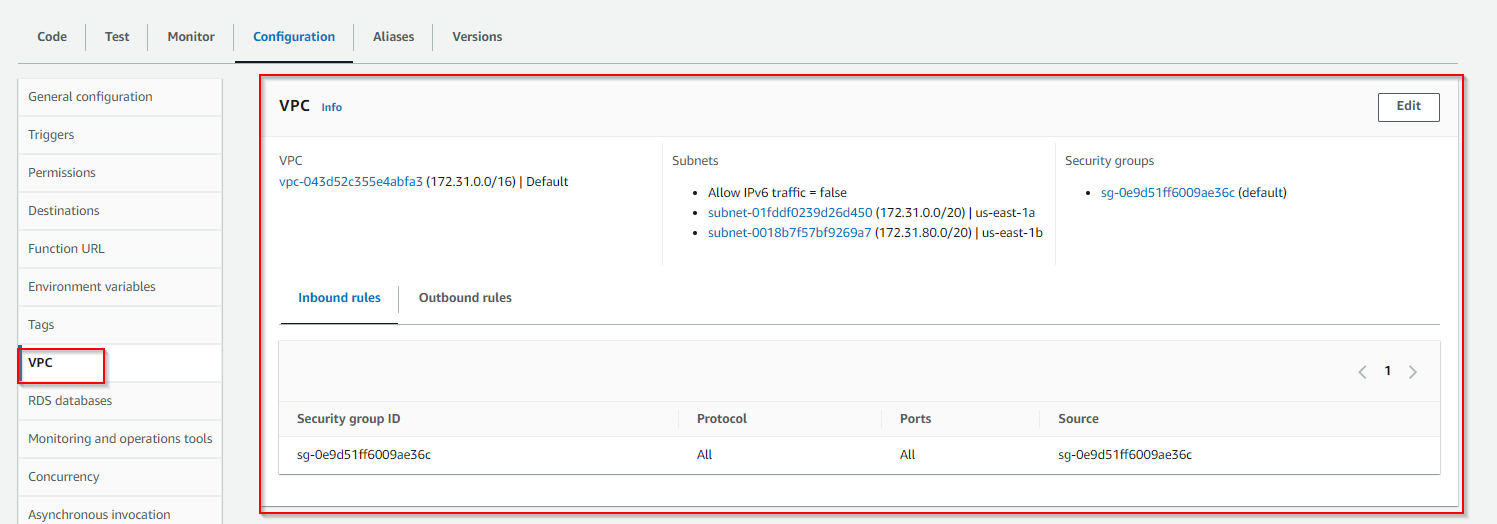 Code Test Monitor Configuration Aliases Versions
General configuration
Triggers
Permissions
Destinations
Function URL
Environment variables
Tags
VPC
RDS databases
Monitoring and operations tools
Concurrency
Asynchronous invocation
VPC Info Edit
VPC
vpc-043d52c355e4abfa3 (172.31.0.0/16) | Default
Subnets
• Allow IPv6 traffic = false
• subnet-01fddf0239d26d450 (172.31.0.0/20) | us-east-1a
• subnet-0018b7f57bf9269a7 (172.31.80.0/20) | us-east-1b
Security groups
• sg-0e9d51ff6009ae36c (default)
Inbound rules Outbound rules
1
Security group ID Protocol Ports Source
sg-0e9d51ff6009ae36c All All sg-0e9d51ff6009ae36c